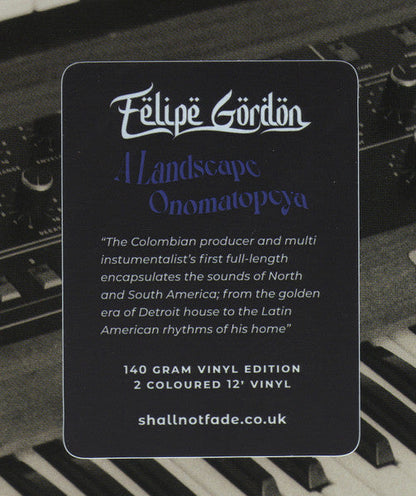 Fëlipë Gördön
A Landscape
Onomatopeya
“The Colombian producer and multi
instumentalist’s first full-length
encapsulates the sounds of North
and South America; from the golden
era of Detroit house to the Latin
American rhythms of his home”
140 GRAM VINYL EDITION
2 COLOURED 12' VINYL
shallnotfade.co.uk